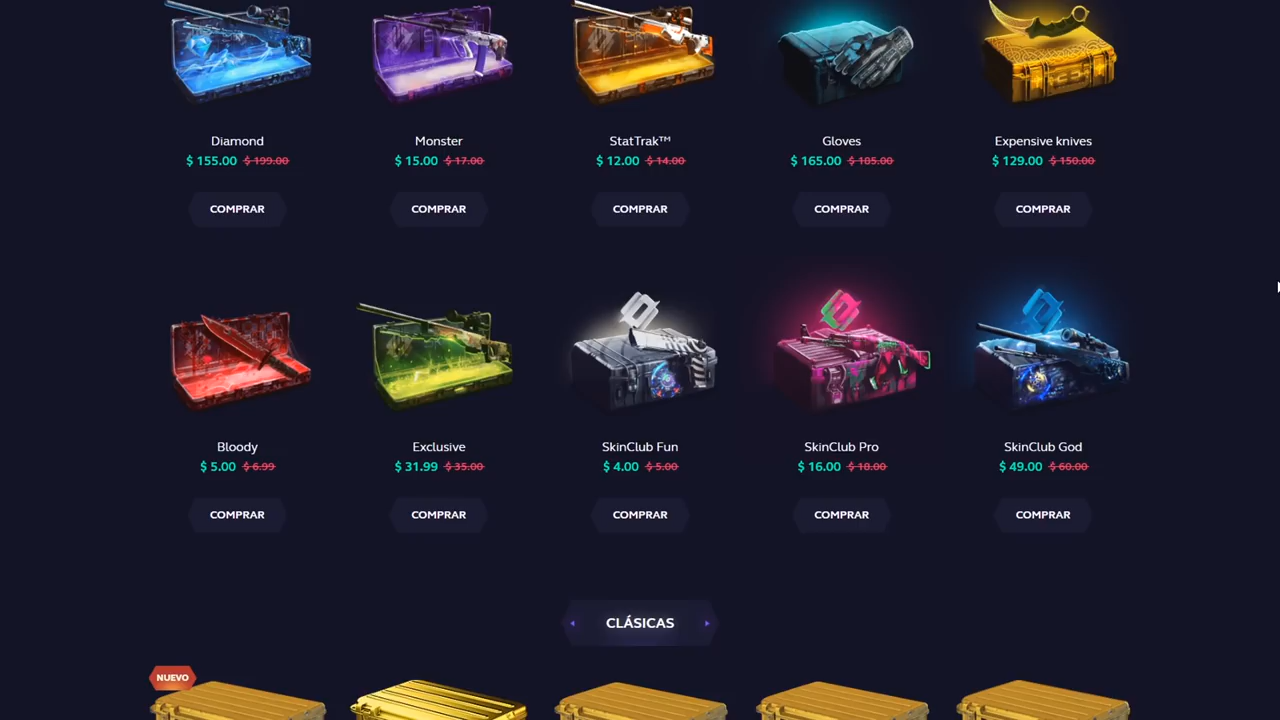 Diamond
$ 155.00 $ 199.00
COMPRAR
Monster
$ 15.00 $ 17.00
COMPRAR
StatTrak™
$ 12.00 $ 14.00
COMPRAR
Gloves
$ 165.00 $ 185.00
COMPRAR
Expensive knives
$ 129.00 $ 150.00
COMPRAR
Bloody
$ 5.00 $ 6.99
COMPRAR
Exclusive
$ 31.99 $ 35.00
COMPRAR
SkinClub Fun
$ 4.00 $ 5.00
COMPRAR
SkinClub Pro
$ 16.00 $ 18.00
COMPRAR
SkinClub God
$ 49.00 $ 60.00
COMPRAR
CLÁSICAS
NUEVO